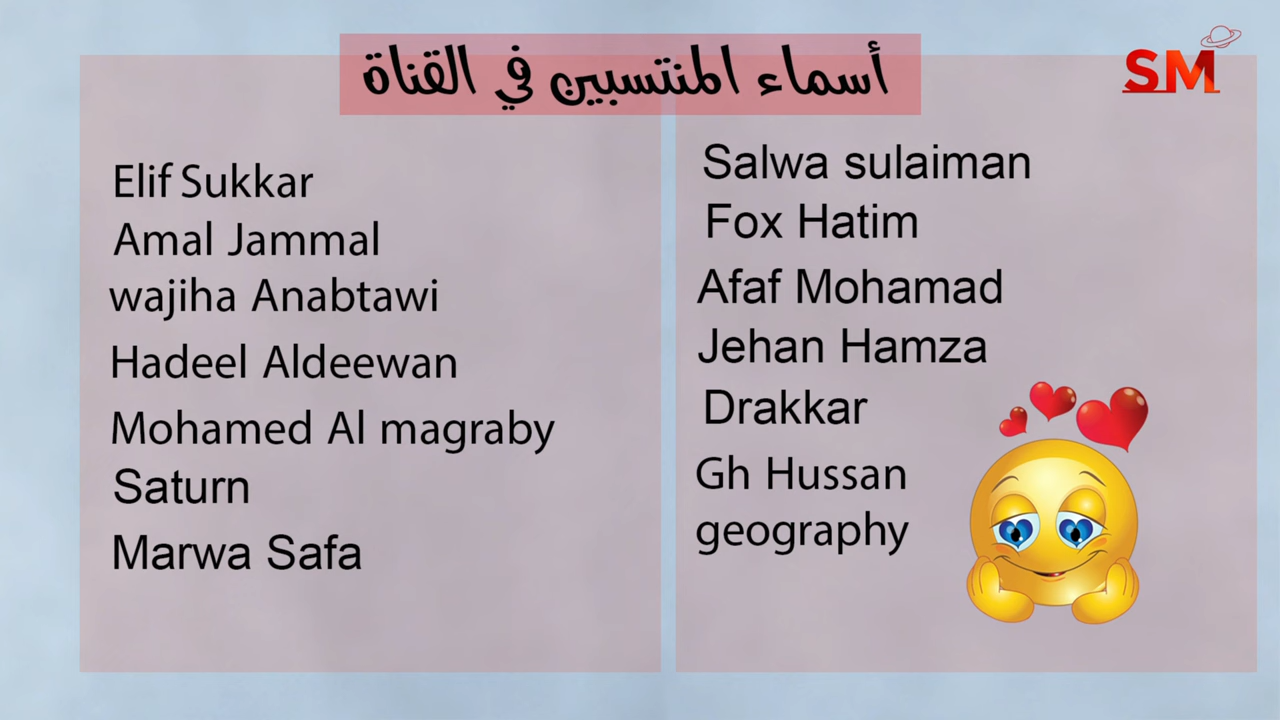 أسماء المنتسبين في القناة
SM
Elif Sukkar
Amal Jammal
wajiha Anabtawi
Hadeel Aldeewan
Mohamed Al magraby
Saturn
Marwa Safa
Salwa sulaiman
Fox Hatim
Afaf Mohamad
Jehan Hamza
Drakkar
Gh Hussan
geography